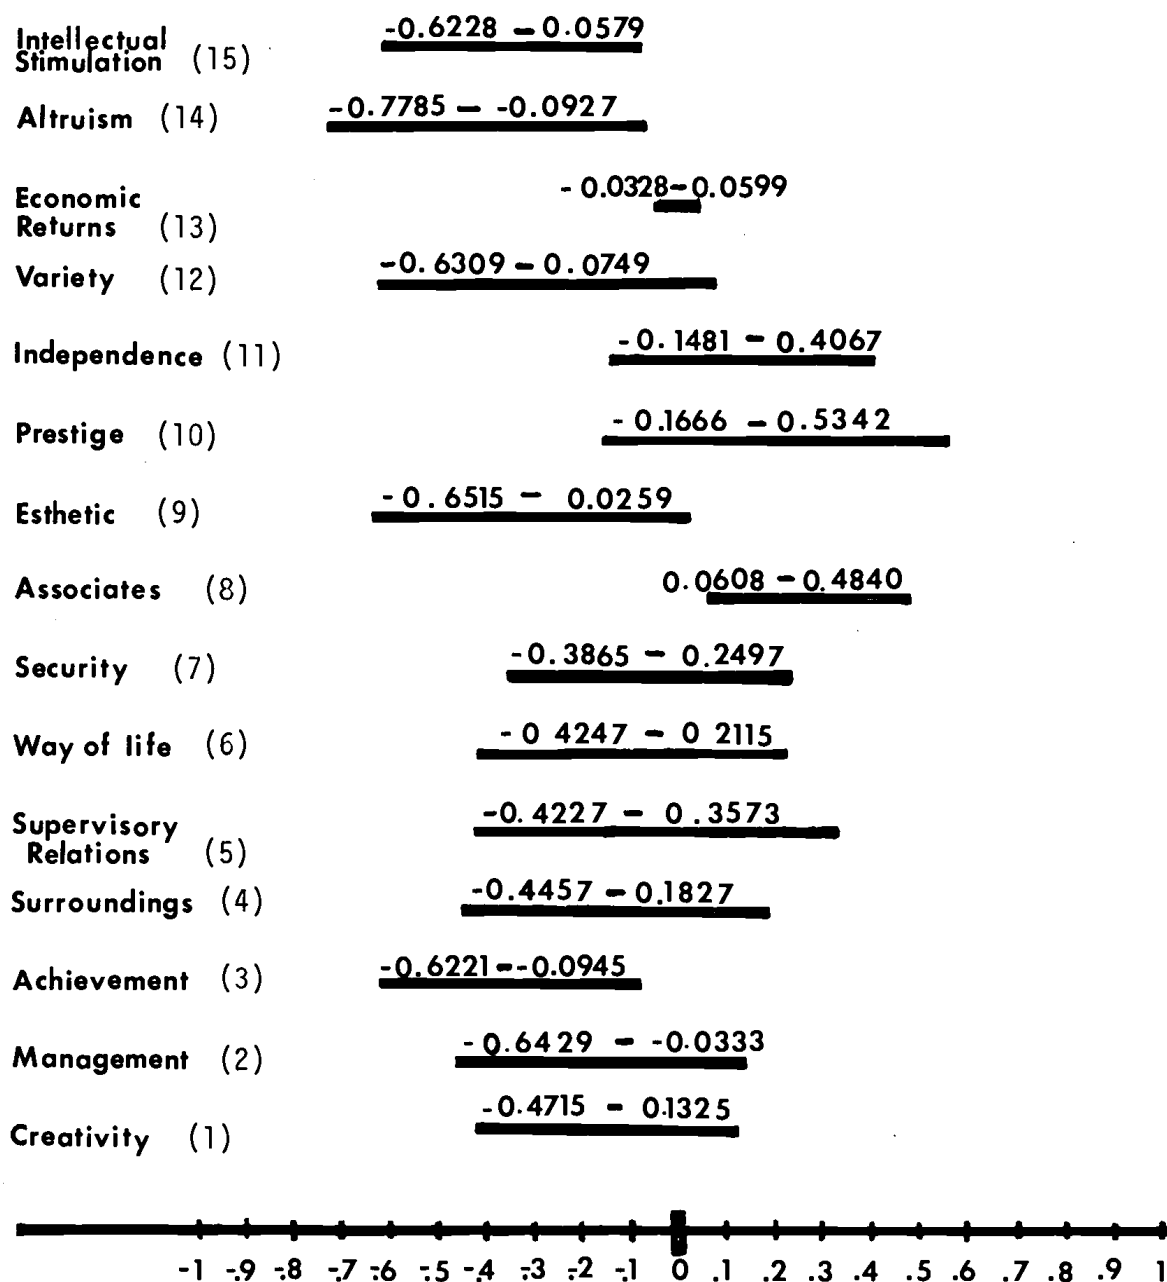 -0.6228 - 0.0579
Intellectual
Stimulation (15)
-0.7785 - -0.0927
Altruism (14)
-0.0328-0.0599
Economic
Returns (13)
-0.6309 - 0.0749
Variety (12)
-0.1481 - 0.4067
Independence (11)
-0.1666 - 0.5342
Prestige (10)
-0.6515 - 0.0259
Esthetic (9)
0.0608 - 0.4840
Associates (8)
-0.3865 - 0.2497
Security (7)
-0 4247 - 0 2115
Way of life (6)
-0.4227 - 0.3573
Supervisory
Relations (5)
-0.4457 - 0.1827
Surroundings (4)
-0.6221--0.0945
Achievement (3)
-0.6429 - -0.0333
Management (2)
-0.4715 - 0.1325
Creativity (1)
-1 -.9 -.8 -.7 -.6 -.5 -.4 -.3 -.2 -.1 0 .1 .2 .3 .4 .5 .6 .7 .8 .9 1